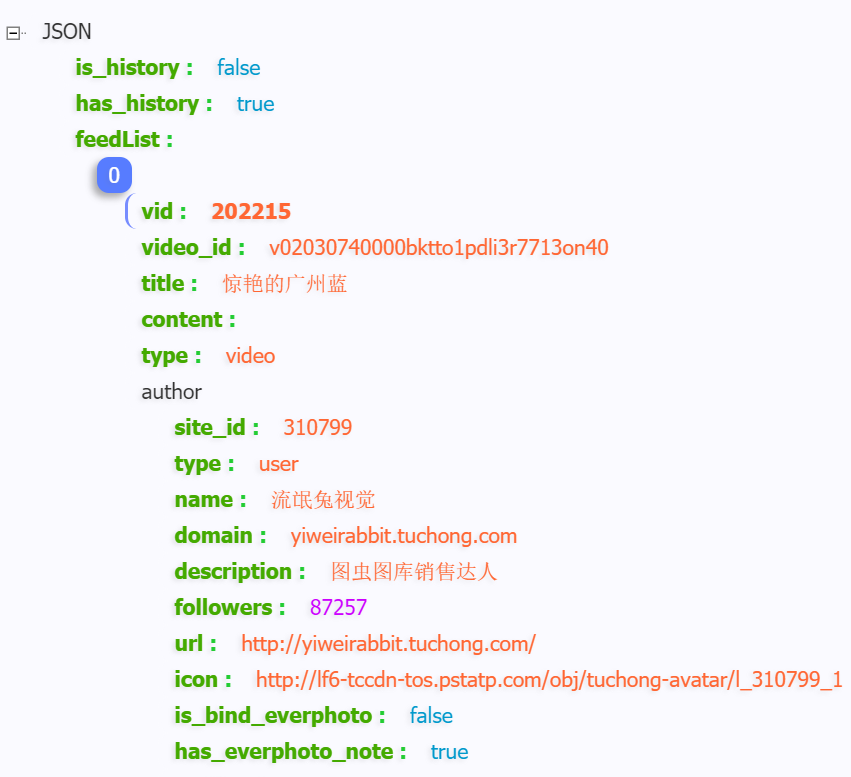 JSON
is_history : false
has_history : true
feedList :
0
vid : 202215
video_id : v02030740000bktto1pdli3r7713on40
title : 惊艳的广州蓝
content :
type : video
author
site_id : 310799
type : user
name : 流氓兔视觉
domain : yiweirabbit.tuchong.com
description : 图虫图库销售达人
followers : 87257
url : http://yiweirabbit.tuchong.com/
icon : http://lf6-tccdn-tos.pstatp.com/obj/tuchong-avatar/l_310799_1
is_bind_everphoto : false
has_everphoto_note : true